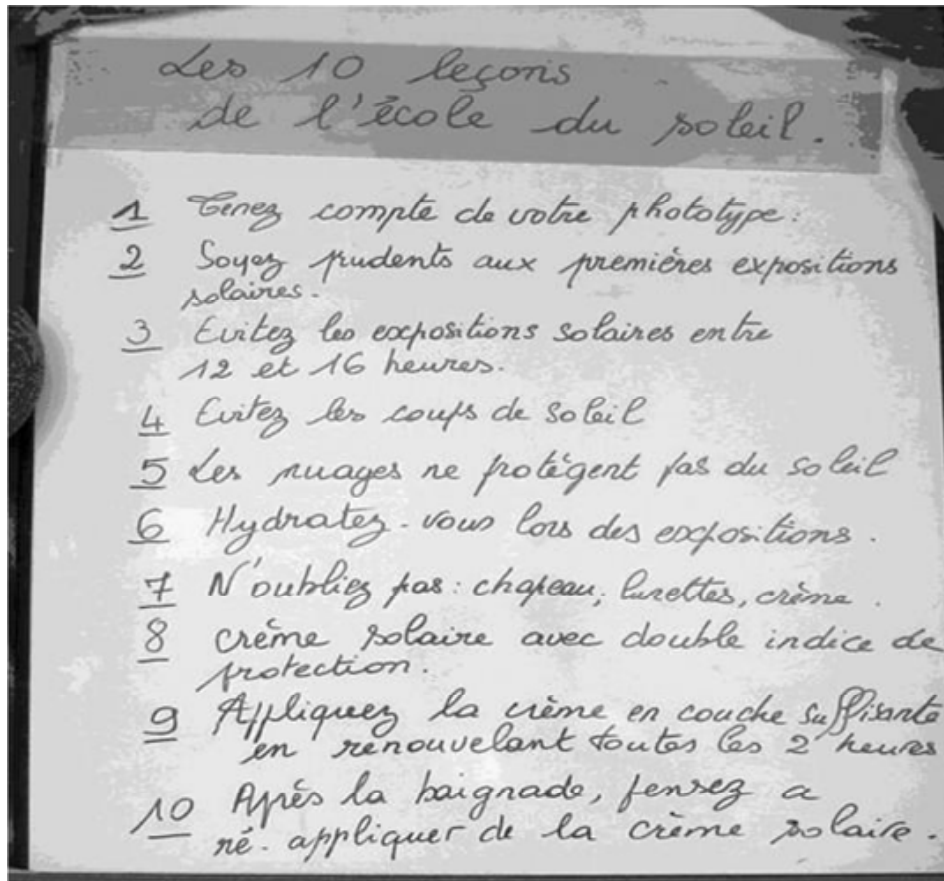 Les 10 leçons
de l'école du soleil.
1 Tenez compte de votre phototype.
2 Soyez prudents aux premières expositions
solaires.
3 Evitez les expositions solaires entre
12 et 16 heures.
4 Evitez les coups de soleil
5 Les nuages ne protègent pas du soleil
6 Hydratez-vous lors des expositions.
7 N'oubliez pas : chapeau, lunettes, crème.
8 crème solaire avec double indice de
protection.
9 Appliquez la crème en couche suffisante
en renouvelant toutes les 2 heures
10 Après la baignade, pensez a
ré-appliquer de la crème solaire.